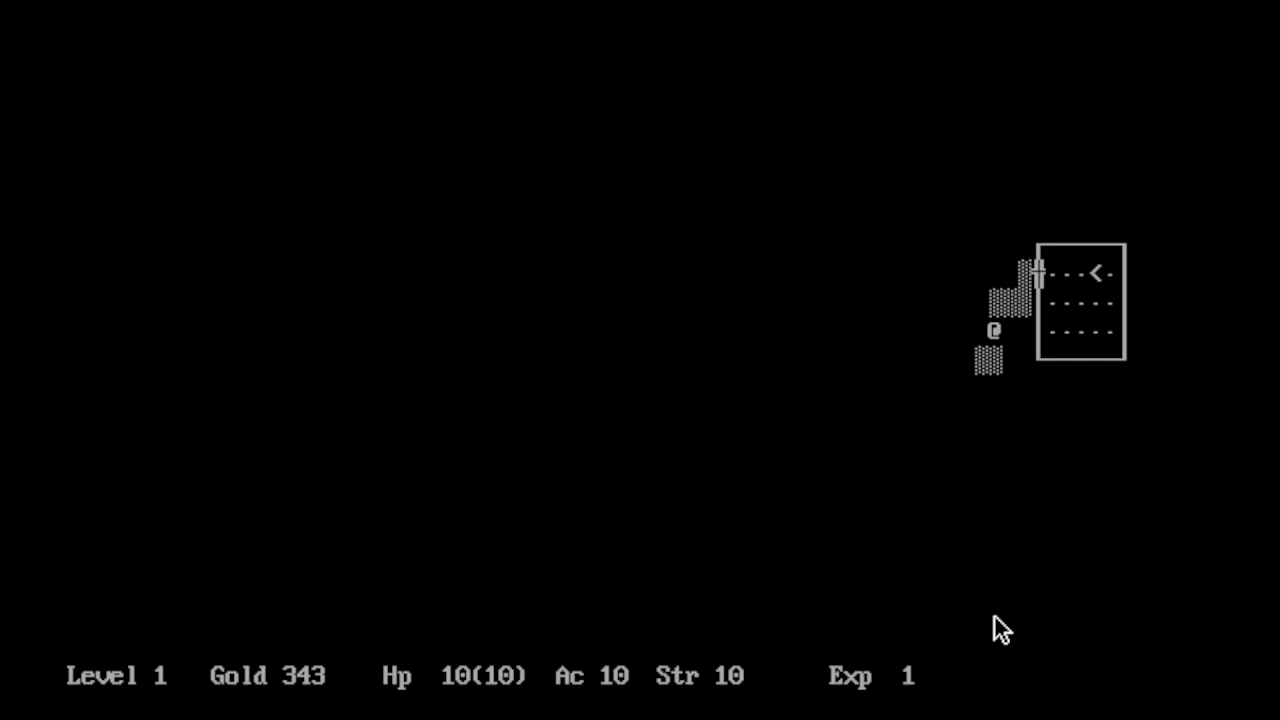 ---<-
-----
@
-----
Level 1 Gold 343 Hp 10(10) Ac 10 Str 10 Exp 1